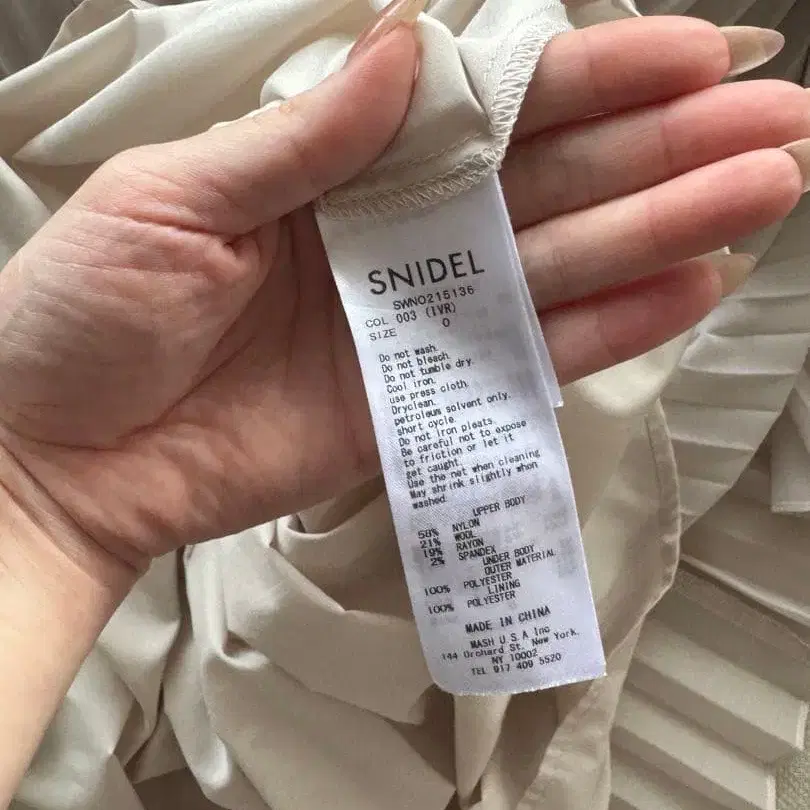 SNIDEL
SWNO215136
COL 003 (IVR)
SIZE 0
Do not wash.
Do not bleach.
Do not tumble dry.
Cool iron.
use press cloth.
Dryclean.
petroleum solvent only.
short cycle.
Do not iron pleats.
Be careful not to expose
to friction or let it
get caught.
Use the net when cleaning
May shrink slightly when
washed.
UPPER BODY
58% NYLON
21% WOOL
19% RAYON
2% SPANDEX
UNDER BODY
OUTER MATERIAL
100% POLYESTER
LINING
100% POLYESTER
MADE IN CHINA
MASH U.S.A Inc
144 Orchard St. New York,
NY 10002
TEL 917 409 5520